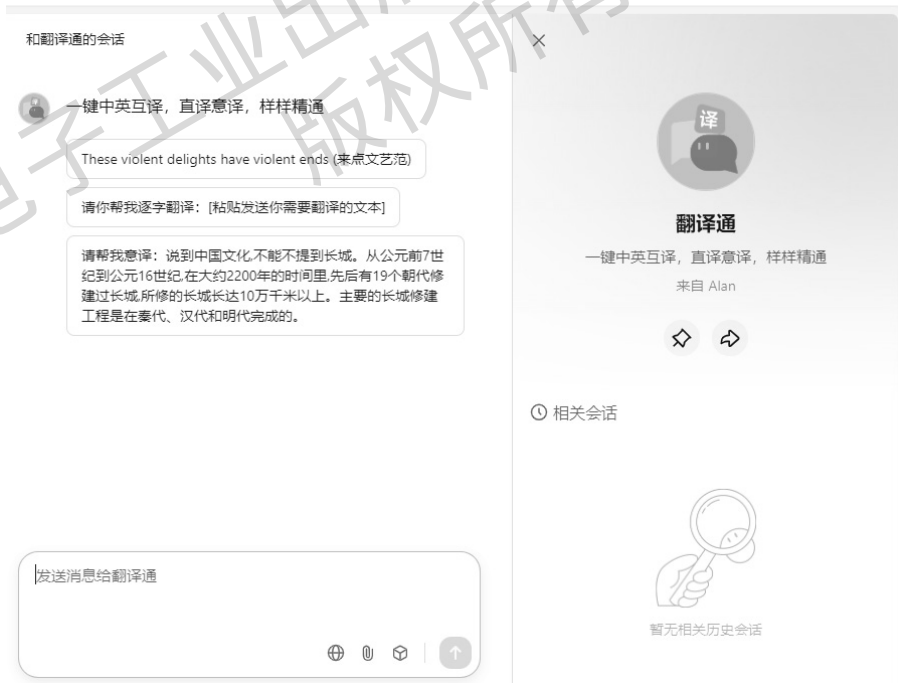 和翻译通的会话
一键中英互译，直译意译，样样精通
These violent delights have violent ends (来点文艺范)
请你帮我逐字翻译：[粘贴发送你需要翻译的文本]
请帮我意译：说到中国文化,不能不提到长城。从公元前7世
纪到公元16世纪,在大约2200年的时间里,先后有19个朝代修
建过长城,所修的长城长达10万千米以上。主要的长城修建
工程是在秦代、汉代和明代完成的。
发送消息给翻译通
译
翻译通
一键中英互译，直译意译，样样精通
来自 Alan
相关会话
暂无相关历史会话
电子工业出
版权所有